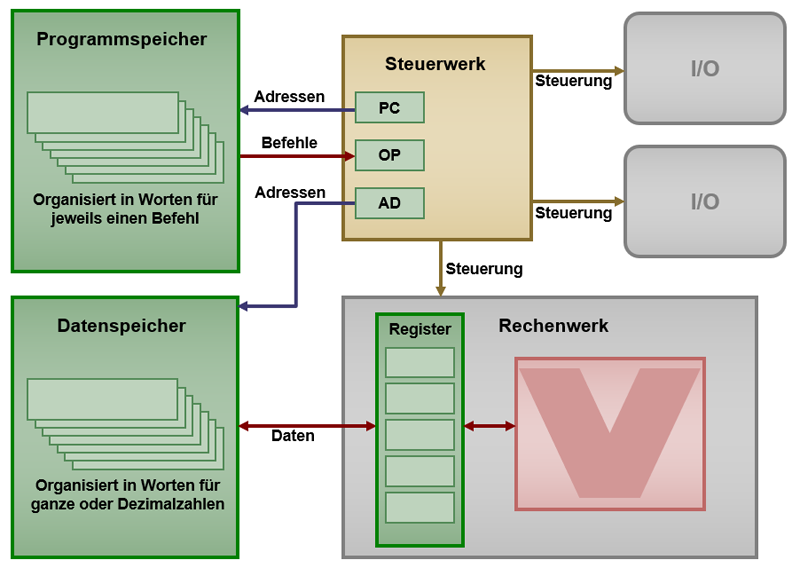 Programmspeicher
Organisiert in Worten für
jeweils einen Befehl
Adressen
Befehle
Adressen
Steuerwerk
PC
OP
AD
Steuerung
I/O
Steuerung
I/O
Steuerung
Datenspeicher
Organisiert in Worten für
ganze oder Dezimalzahlen
Daten
Register
Rechenwerk